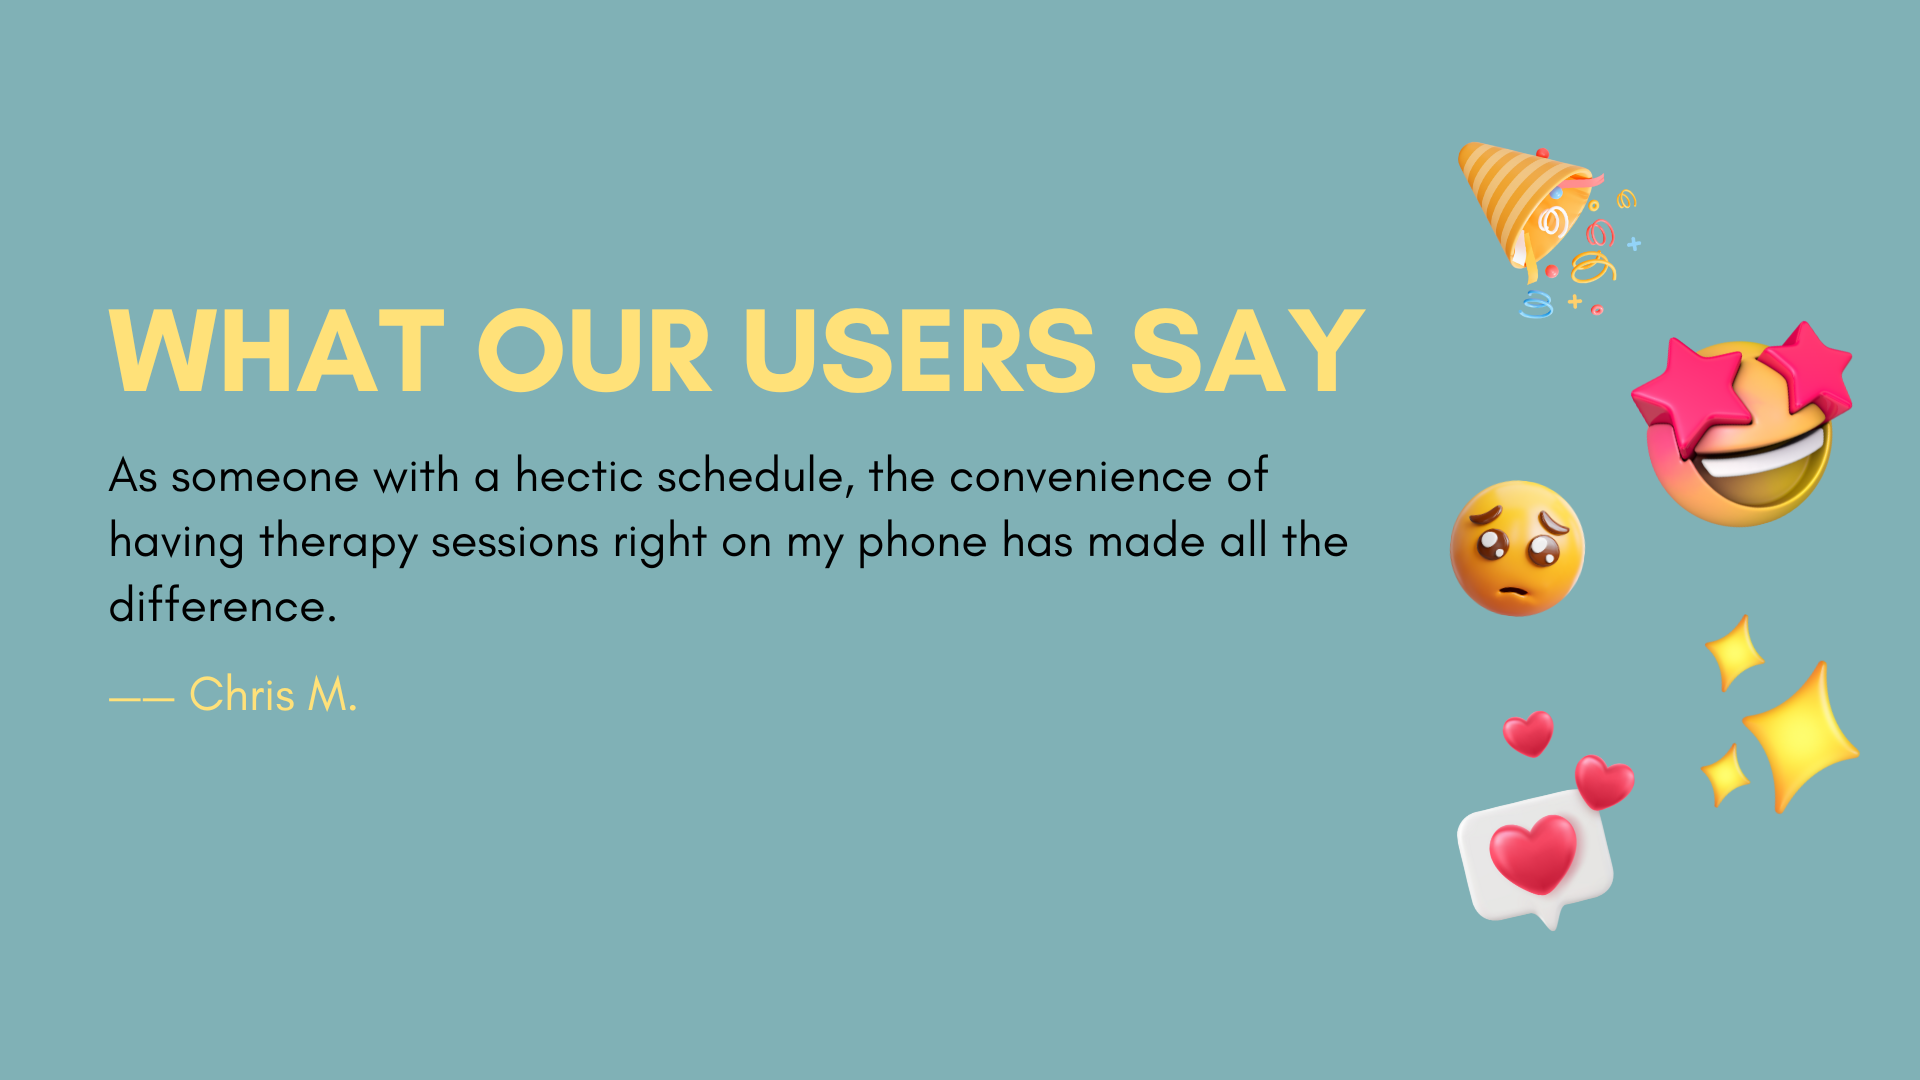 WHAT OUR USERS SAY
As someone with a hectic schedule, the convenience of
having therapy sessions right on my phone has made all the
difference.
—— Chris M.